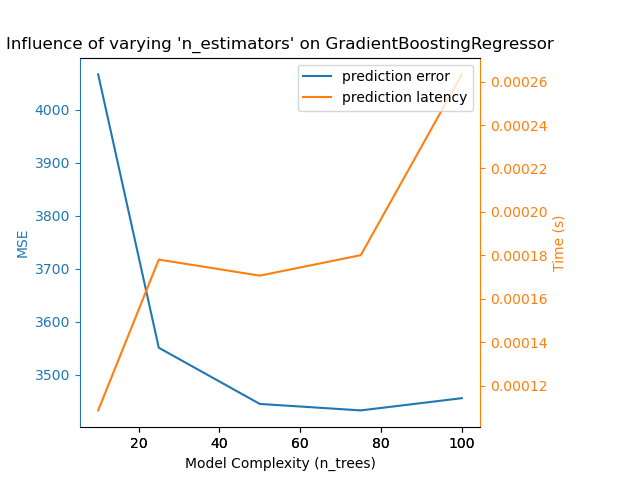 Influence of varying 'n_estimators' on GradientBoostingRegressor
prediction error
prediction latency
MSE
4000
3900
3800
3700
3600
3500
0.00026
0.00024
0.00022
0.00020
0.00018
0.00016
0.00014
0.00012
Time (s)
20 40 60 80 100
Model Complexity (n_trees)